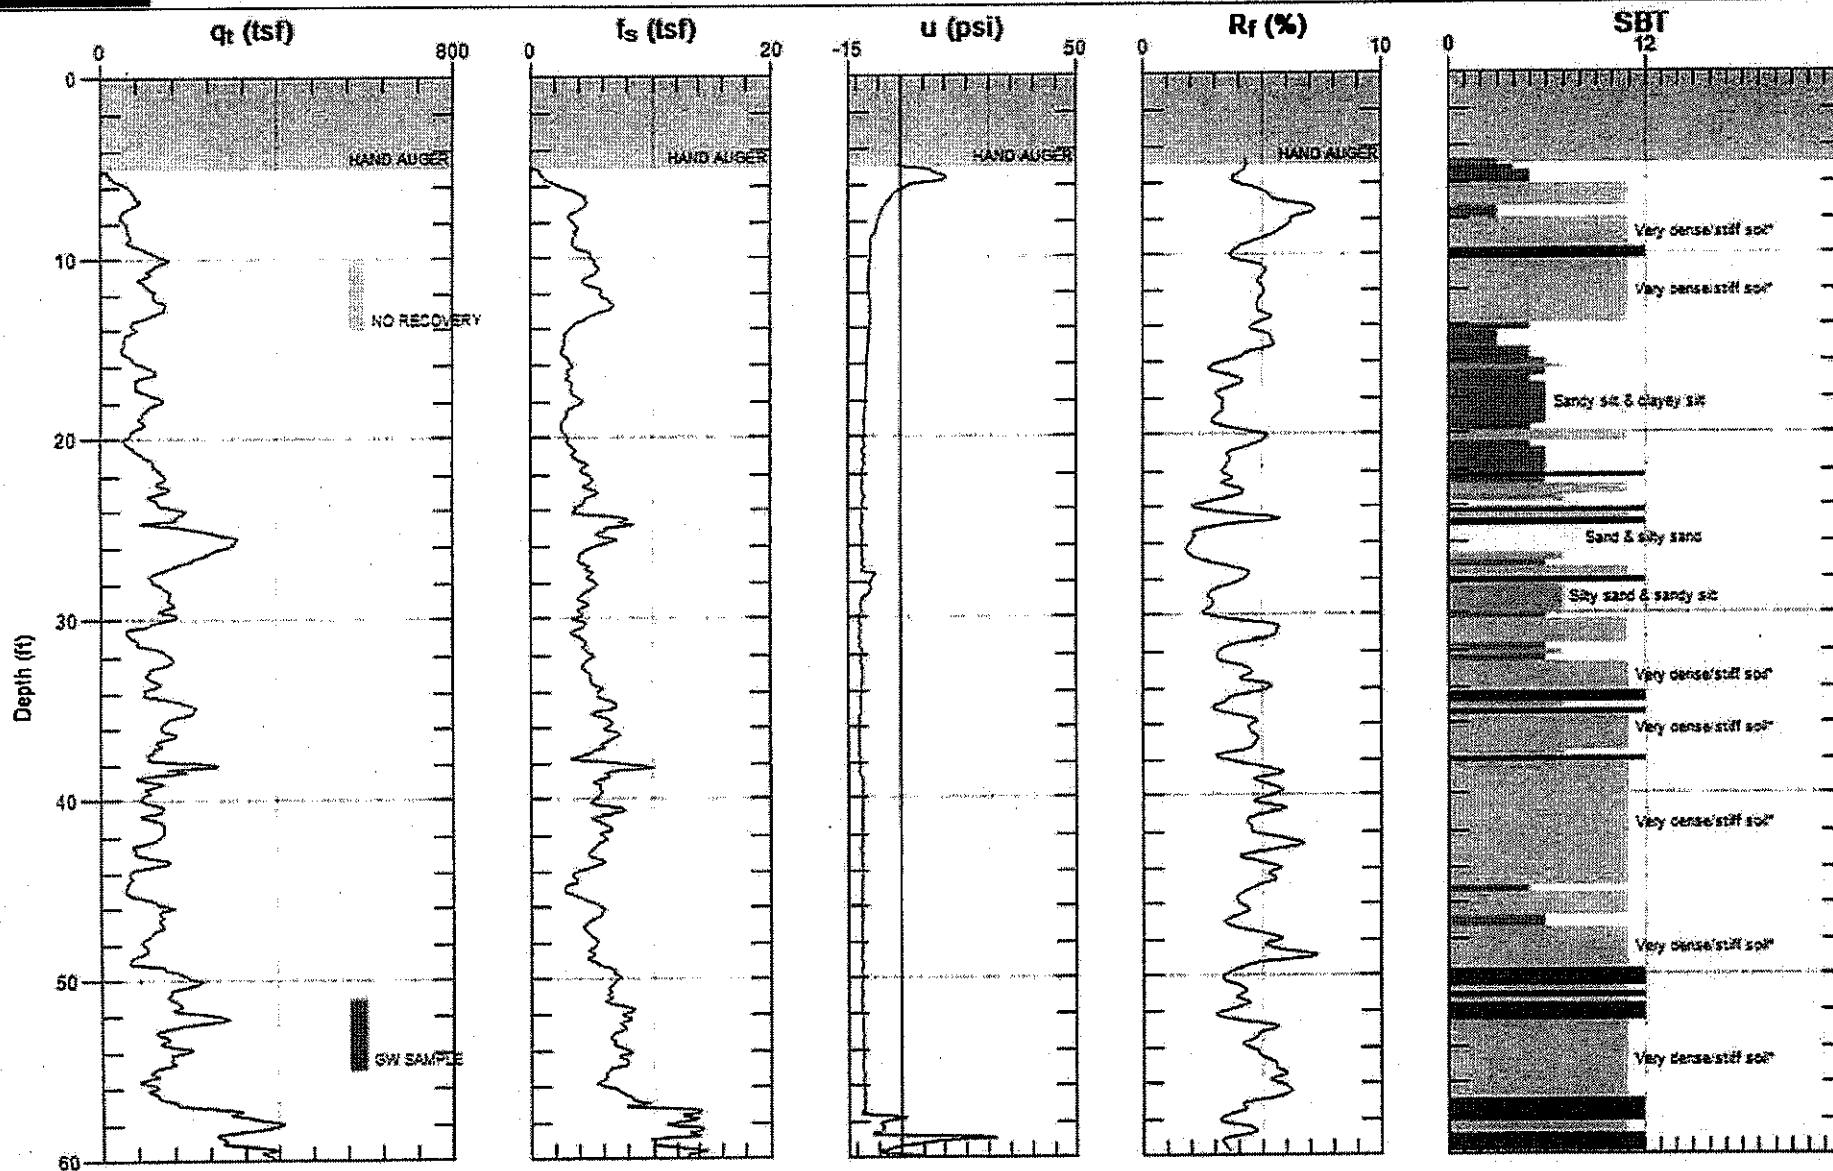 qt (tsf) fs (tsf) u (psi) Rf (%) SBT
0 800 0 20 -15 50 0 10 0 12
0
HAND AUGER HAND AUGER HAND AUGER HAND AUGER
Very dense/stiff soil*
10
Very dense/stiff soil*
NO RECOVERY
Sandy silt & clayey silt
20
Sand & silty sand
Silty sand & sandy silt
30
Depth (ft)
Very dense/stiff soil*
Very dense/stiff soil*
40
Very dense/stiff soil*
Very dense/stiff soil*
50
GW SAMPLE
Very dense/stiff soil*
60